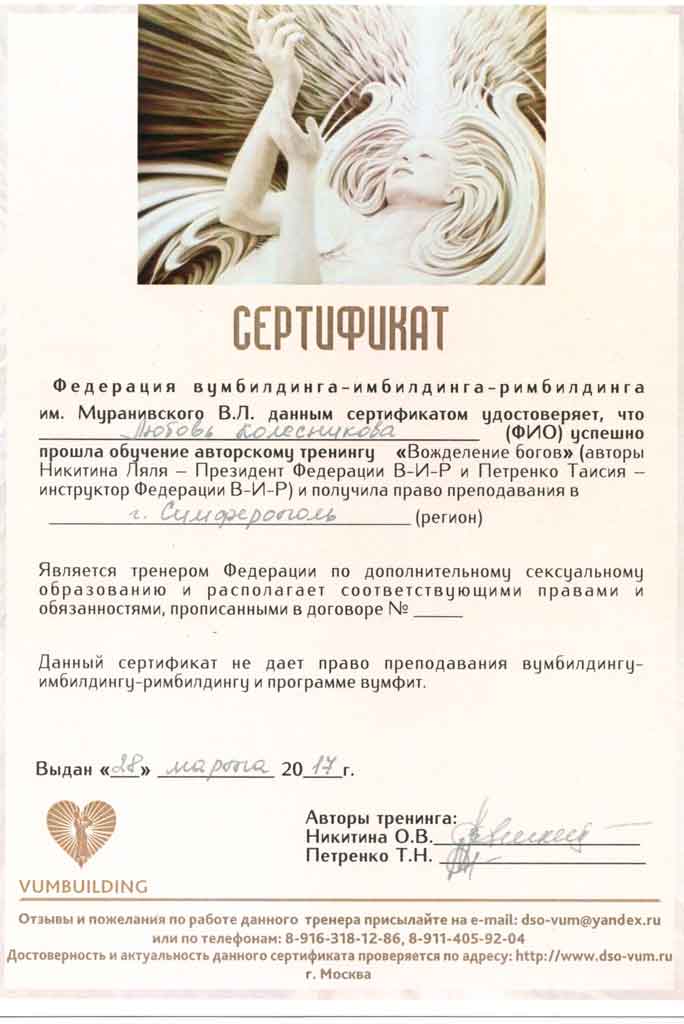 СЕРТИФИКАТ
Федерация вумбилдинга-имбилдинга-римбилдинга
им. Муранивского В.Л. данным сертификатом удостоверяет, что
Любовь Колесникова (ФИО) успешно
прошла обучение авторскому тренингу «Вожделение богов» (авторы
Никитина Ляля – Президент Федерации В-И-Р и Петренко Таисия –
инструктор Федерации В-И-Р) и получила право преподавания в
г. Симферополь (регион)
Является тренером Федерации по дополнительному сексуальному
образованию и располагает соответствующими правами и
обязанностями, прописанными в договоре № _____
Данный сертификат не дает право преподавания вумбилдингу-
имбилдингу-римбилдингу и программе вумфит.
Выдан «28» марта 2017г.
Авторы тренинга:
Никитина О.В.
Петренко Т.Н.
VUMBUILDING
Отзывы и пожелания по работе данного тренера присылайте на e-mail: dso-vum@yandex.ru
или по телефонам: 8-916-318-12-86, 8-911-405-92-04
Достоверность и актуальность данного сертификата проверяется по адресу: http://www.dso-vum.ru
г. Москва